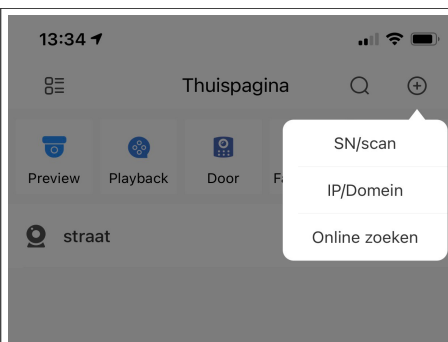 13:34
Thuispagina
SN/scan
Preview
Playback
Door
IP/Domein
straat
Online zoeken